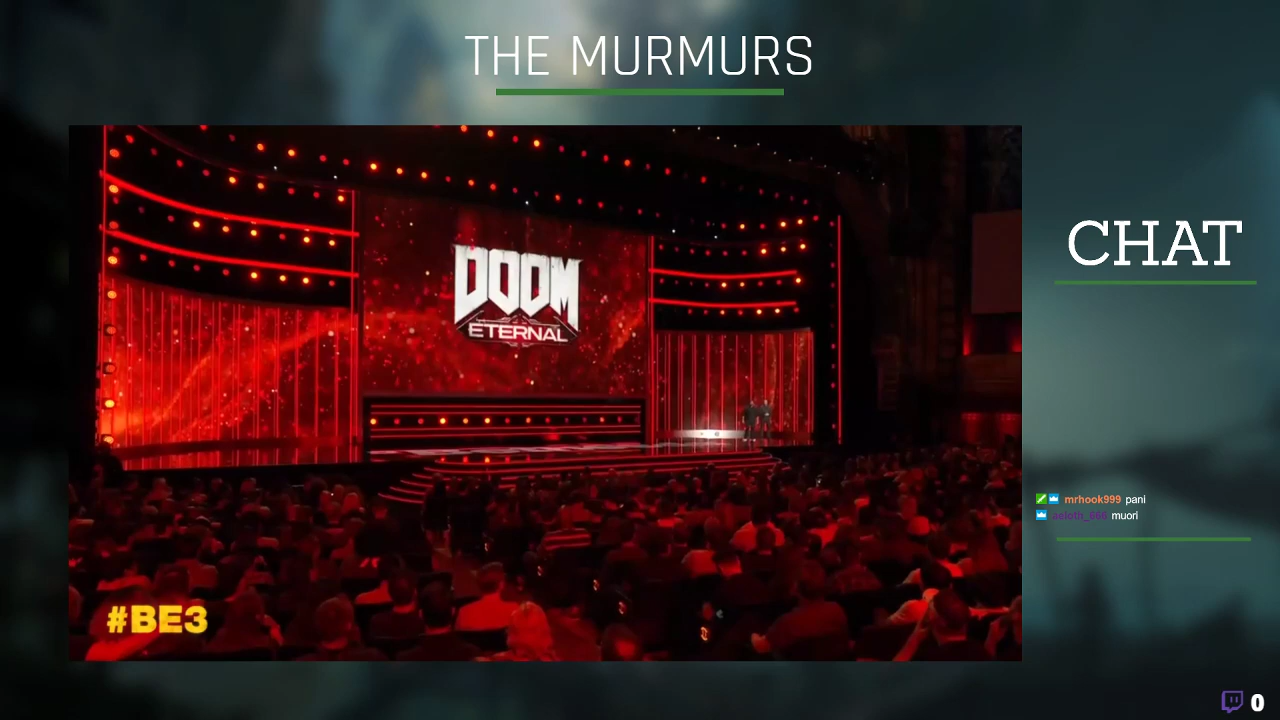 THE MURMURS
DOOM
ETERNAL
CHAT
mrhook999 pani
muori
#BE3
0